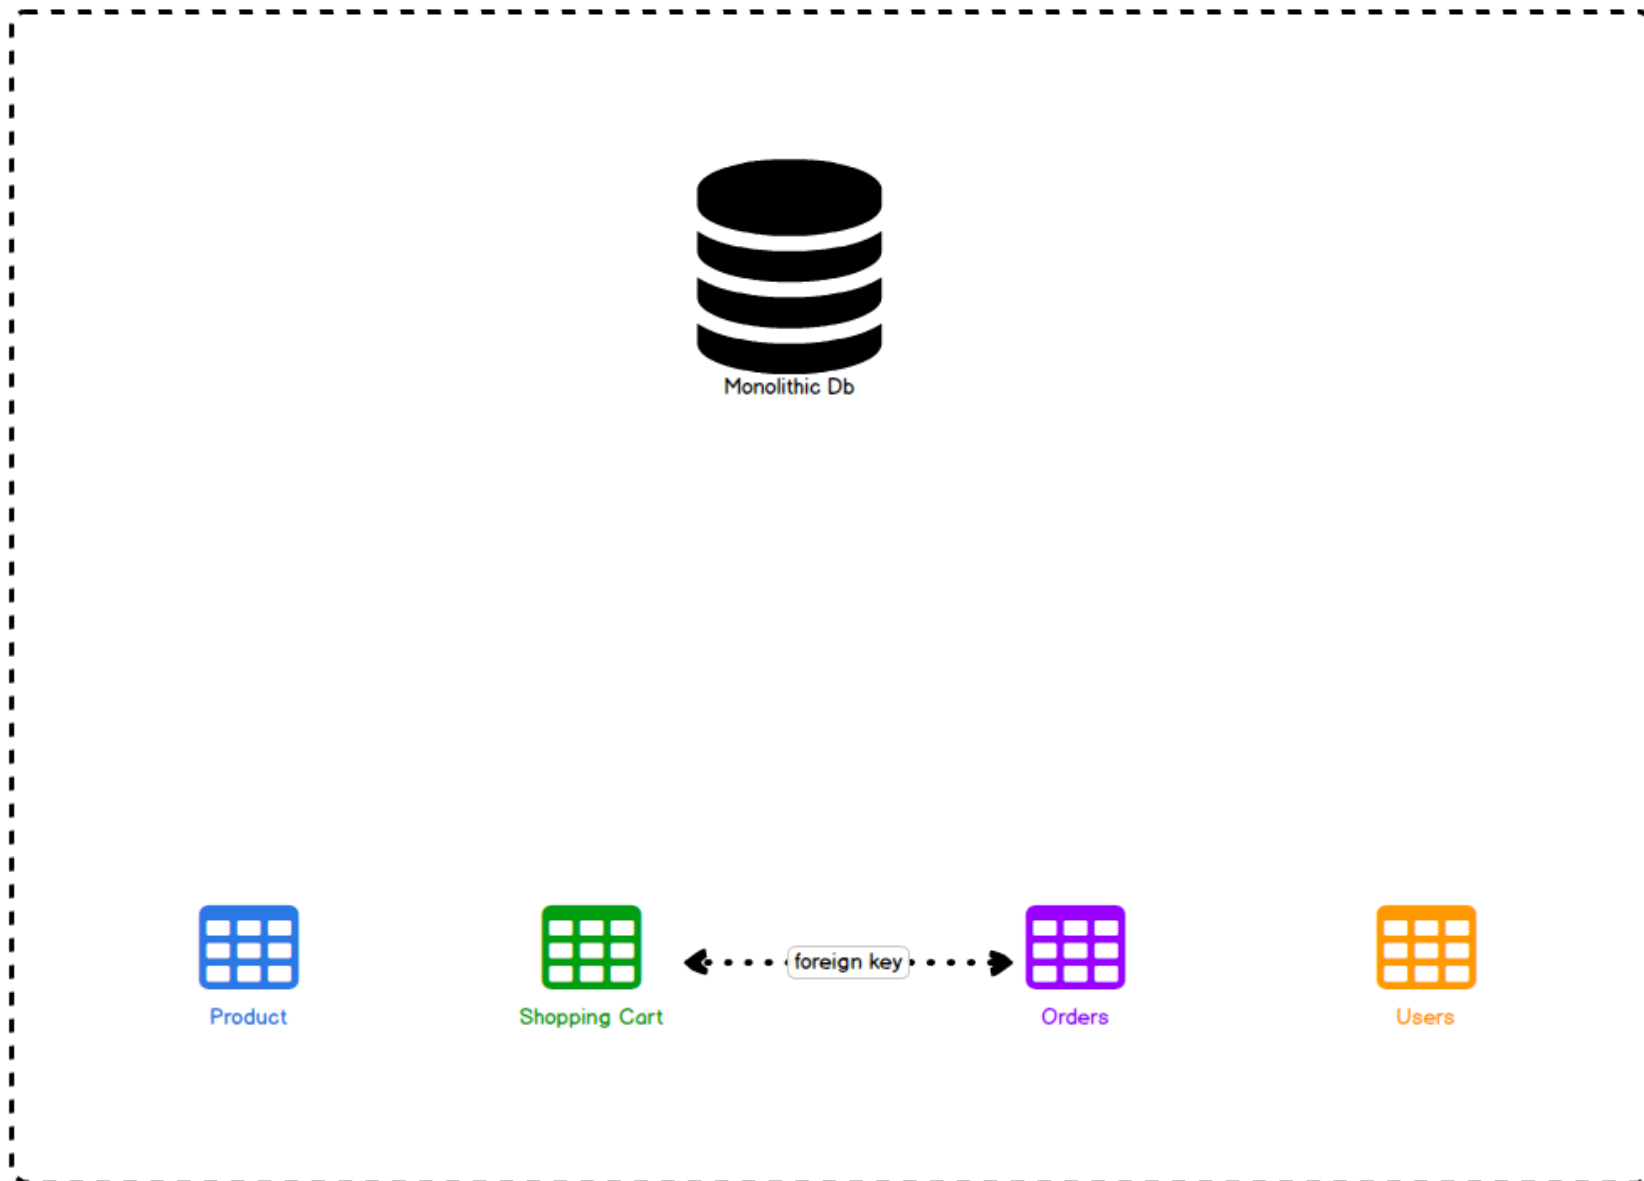 Monolithic Db
foreign key
Product
Shopping Cart
Orders
Users